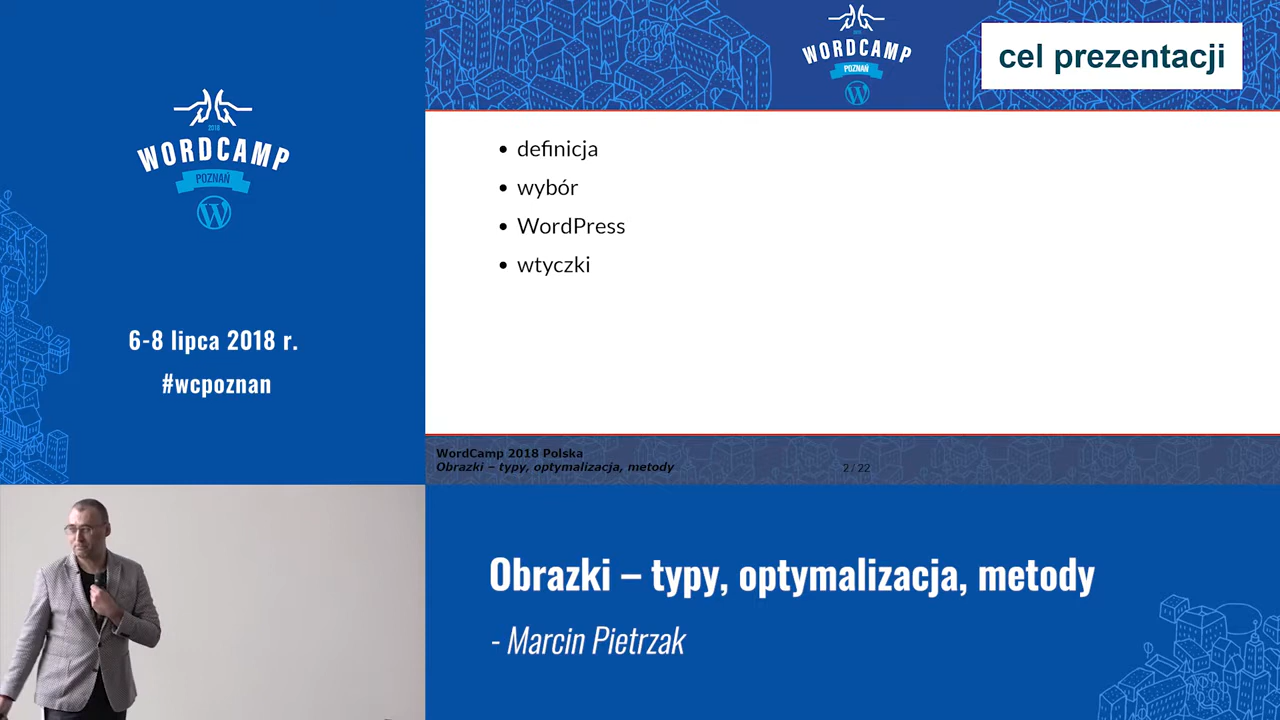 2018
WORDCAMP
POZNAŃ
6-8 lipca 2018 r.
#wcpoznan
WORDCAMP
POZNAŃ
cel prezentacji
• definicja
• wybór
• WordPress
• wtyczki
WordCamp 2018 Polska
Obrazki – typy, optymalizacja, metody
2 / 22
Obrazki – typy, optymalizacja, metody
- Marcin Pietrzak